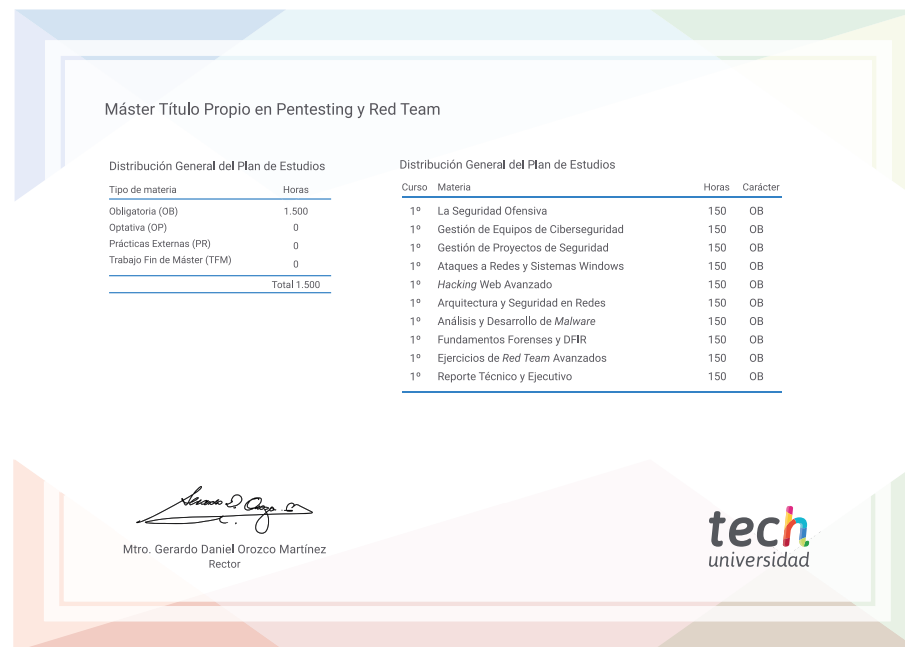 Máster Título Propio en Pentesting y Red Team
Distribución General del Plan de Estudios
Tipo de materia Horas
Obligatoria (OB) 1.500
Optativa (OP) 0
Prácticas Externas (PR) 0
Trabajo Fin de Máster (TFM) 0
Total 1.500
Distribución General del Plan de Estudios
Curso Materia Horas Carácter
1º La Seguridad Ofensiva 150 OB
1º Gestión de Equipos de Ciberseguridad 150 OB
1º Gestión de Proyectos de Seguridad 150 OB
1º Ataques a Redes y Sistemas Windows 150 OB
1º Hacking Web Avanzado 150 OB
1º Arquitectura y Seguridad en Redes 150 OB
1º Análisis y Desarrollo de Malware 150 OB
1º Fundamentos Forenses y DFIR 150 OB
1º Ejercicios de Red Team Avanzados 150 OB
1º Reporte Técnico y Ejecutivo 150 OB
Mtro. Gerardo Daniel Orozco Martínez
Rector
tech
universidad